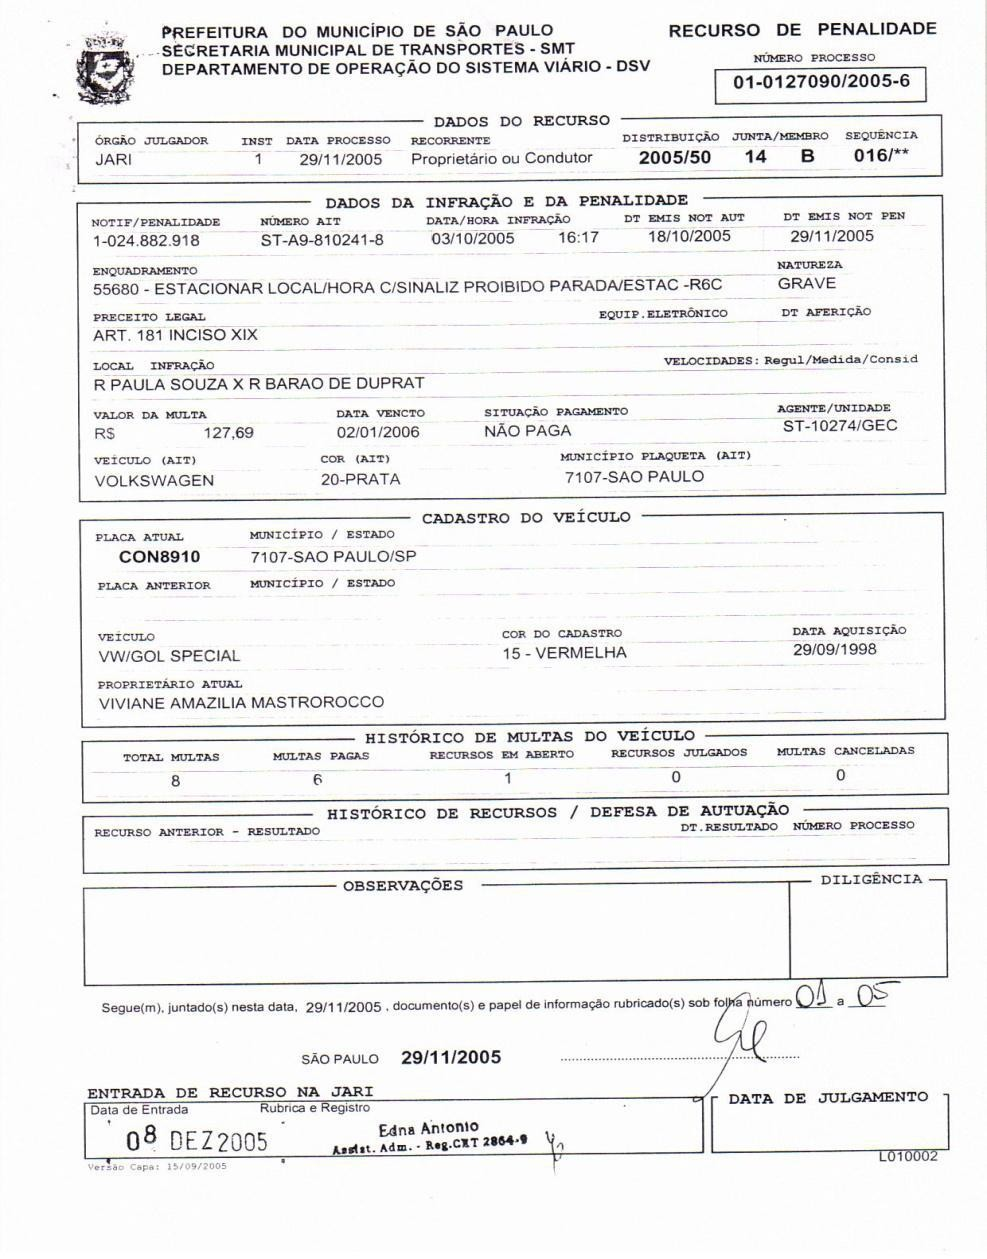 PREFEITURA DO MUNICÍPIO DE SÃO PAULO
SECRETARIA MUNICIPAL DE TRANSPORTES - SMT
DEPARTAMENTO DE OPERAÇÃO DO SISTEMA VIÁRIO - DSV
RECURSO DE PENALIDADE
NÚMERO PROCESSO
01-0127090/2005-6
DADOS DO RECURSO
ÓRGÃO JULGADOR INST DATA PROCESSO RECORRENTE DISTRIBUIÇÃO JUNTA/MEMBRO SEQUÊNCIA
JARI 1 29/11/2005 Proprietário ou Condutor 2005/50 14 B 016/**
DADOS DA INFRAÇÃO E DA PENALIDADE
NOTIF/PENALIDADE NÚMERO AIT DATA/HORA INFRAÇÃO DT EMIS NOT AUT DT EMIS NOT PEN
1-024.882.918 ST-A9-810241-8 03/10/2005 16:17 18/10/2005 29/11/2005
ENQUADRAMENTO NATUREZA
55680 - ESTACIONAR LOCAL/HORA C/SINALIZ PROIBIDO PARADA/ESTAC -R6C GRAVE
PRECEITO LEGAL EQUIP.ELETRÔNICO DT AFERIÇÃO
ART. 181 INCISO XIX
LOCAL INFRAÇÃO VELOCIDADES: Regul/Medida/Consid
R PAULA SOUZA X R BARAO DE DUPRAT
VALOR DA MULTA DATA VENCTO SITUAÇÃO PAGAMENTO AGENTE/UNIDADE
R$ 127,69 02/01/2006 NÃO PAGA ST-10274/GEC
VEÍCULO (AIT) COR (AIT) MUNICÍPIO PLAQUETA (AIT)
VOLKSWAGEN 20-PRATA 7107-SAO PAULO
CADASTRO DO VEÍCULO
PLACA ATUAL MUNICÍPIO / ESTADO
CON8910 7107-SAO PAULO/SP
PLACA ANTERIOR MUNICÍPIO / ESTADO
VEÍCULO COR DO CADASTRO DATA AQUISIÇÃO
VW/GOL SPECIAL 15 - VERMELHA 29/09/1998
PROPRIETÁRIO ATUAL
VIVIANE AMAZILIA MASTROROCCO
HISTÓRICO DE MULTAS DO VEÍCULO
TOTAL MULTAS MULTAS PAGAS RECURSOS EM ABERTO RECURSOS JULGADOS MULTAS CANCELADAS
8 6 1 0 0
HISTÓRICO DE RECURSOS / DEFESA DE AUTUAÇÃO
RECURSO ANTERIOR - RESULTADO DT.RESULTADO NÚMERO PROCESSO
OBSERVAÇÕES DILIGÊNCIA
Segue(m), juntado(s) nesta data, 29/11/2005 , documento(s) e papel de informação rubricado(s) sob folha número 01 a 05
SÃO PAULO 29/11/2005
ENTRADA DE RECURSO NA JARI
Data de Entrada Rubrica e Registro
08 DEZ 2005
Edna Antonio
Assist. Adm. - Reg.CET 2864-9
DATA DE JULGAMENTO
Versão Capa: 15/09/2005
L010002